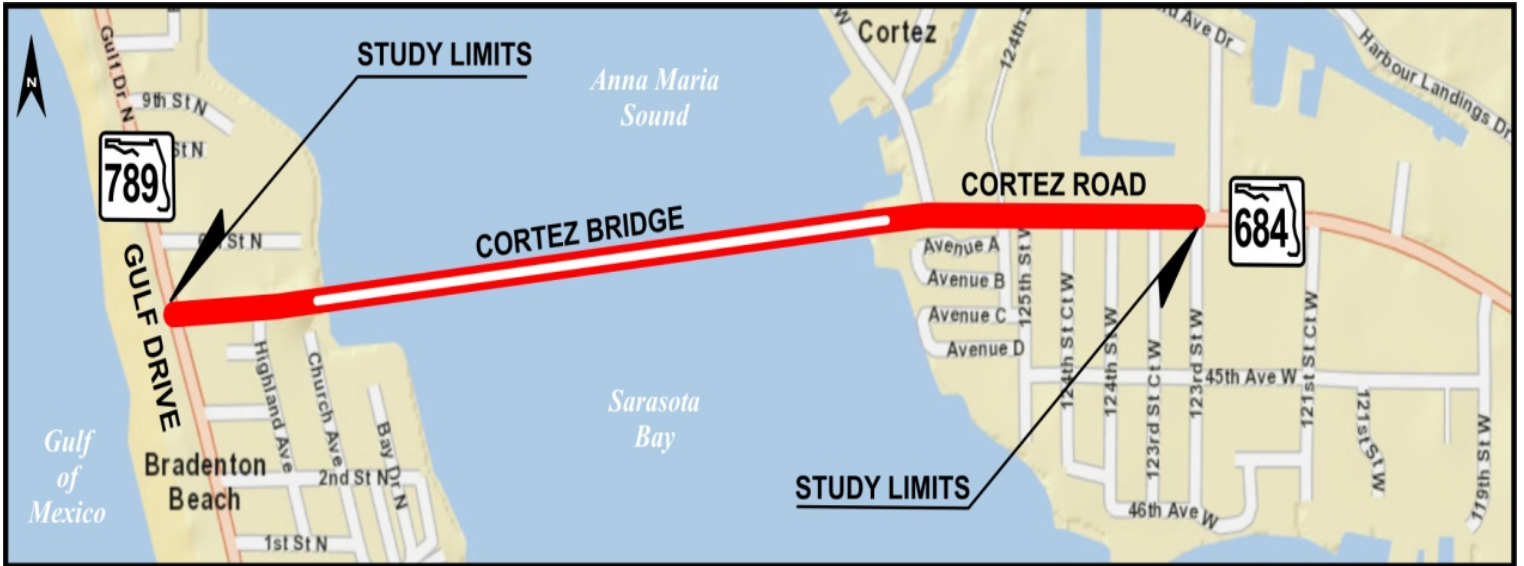 STUDY LIMITS
Cortez
Anna Maria
Sound
Gulf Dr N
9th St N
St N
789
St N
GULF DRIVE
CORTEZ BRIDGE
CORTEZ ROAD
684
W
124th
rd Ave Dr
Harbour Landings Dr
Avenue A
Avenue B
Avenue C
Avenue D
125th St W
124th St Ct W
124th St W
123rd St Ct W
123rd St W
45th Ave W
121st St Ct W
121st St W
119th St W
46th Ave W
Highland Ave
Church Ave
Bay Dr N
Sarasota
Bay
Gulf
of
Mexico
Bradenton
Beach
2nd St N
1st St N
STUDY LIMITS
N